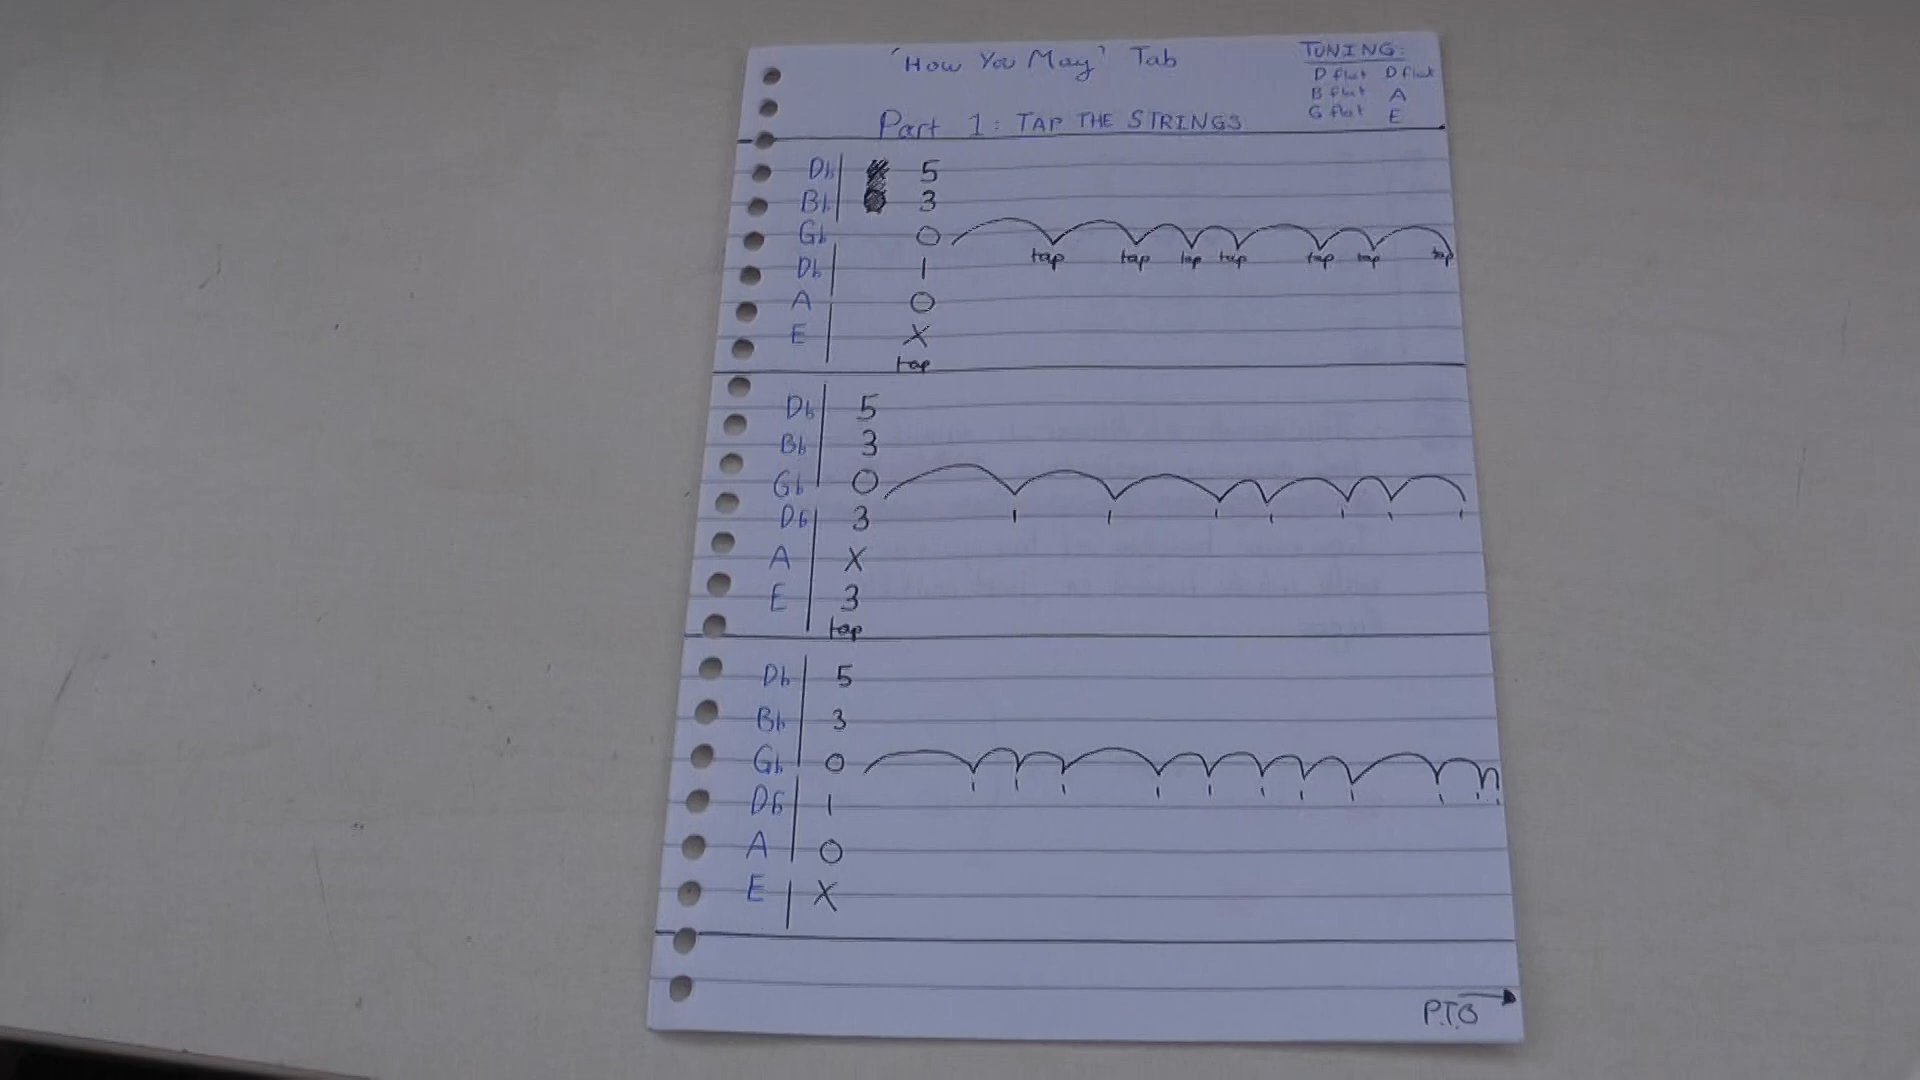 'How You May' Tab
TUNING:
D flat D flat
B flat A
G flat E
Part 1: TAP THE STRINGS
Db 5
Bb 3
Gb 0
tap tap tap tap tap tap tap
Db 1
A 0
E X
tap
Db 5
Bb 3
Gb 0
Db 3
A X
E 3
tap
Db 5
Bb 3
Gb 0
Db 1
A 0
E X
P.T.O